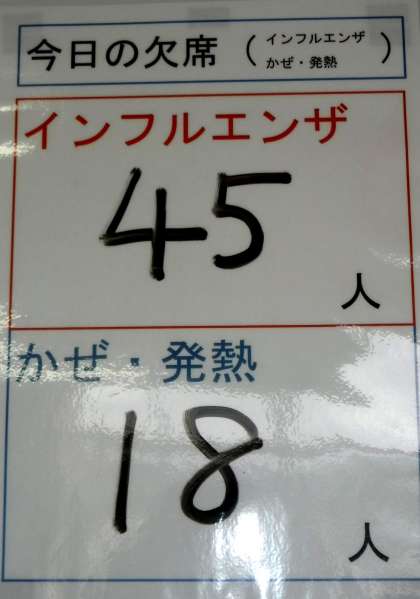 今日の欠席（インフルエンザ
かぜ・発熱）
インフルエンザ
45
人
かぜ・発熱
18
人